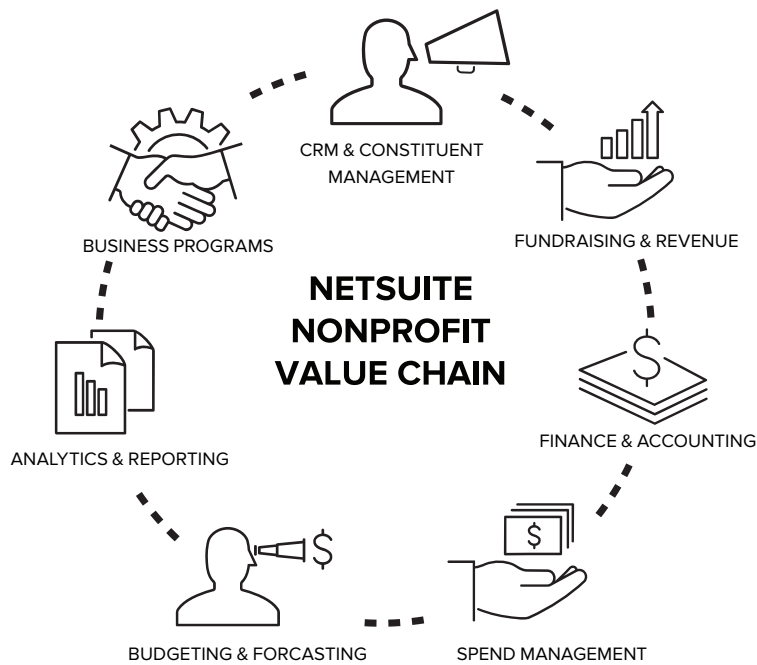 CRM & CONSTITUENT
MANAGEMENT
FUNDRAISING & REVENUE
BUSINESS PROGRAMS
NETSUITE
NONPROFIT
VALUE CHAIN
$
FINANCE & ACCOUNTING
ANALYTICS & REPORTING
$
$
BUDGETING & FORCASTING
SPEND MANAGEMENT